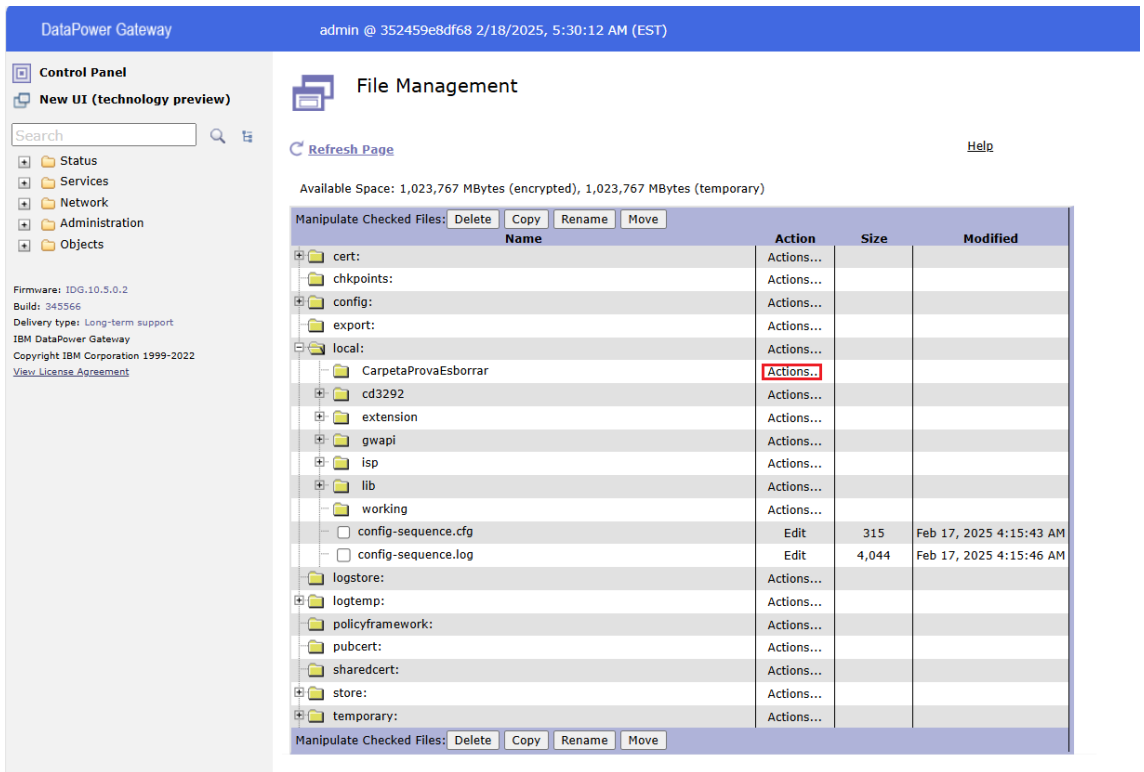 DataPower Gateway admin @ 352459e8df68 2/18/2025, 5:30:12 AM (EST)
Control Panel
New UI (technology preview)
Search
Status
Services
Network
Administration
Objects
Firmware: IDG.10.5.0.2
Build: 345566
Delivery type: Long-term support
IBM DataPower Gateway
Copyright IBM Corporation 1999-2022
View License Agreement
File Management
Refresh Page Help
Available Space: 1,023,767 MBytes (encrypted), 1,023,767 MBytes (temporary)
Manipulate Checked Files: Delete Copy Rename Move
Name Action Size Modified
cert: Actions...
chkpoints: Actions...
config: Actions...
export: Actions...
local: Actions...
CarpetaProvaEsborrar Actions..
cd3292 Actions...
extension Actions...
gwapi Actions...
isp Actions...
lib Actions...
working Actions...
config-sequence.cfg Edit 315 Feb 17, 2025 4:15:43 AM
config-sequence.log Edit 4,044 Feb 17, 2025 4:15:46 AM
logstore: Actions...
logtemp: Actions...
policyframework: Actions...
pubcert: Actions...
sharedcert: Actions...
store: Actions...
temporary: Actions...
Manipulate Checked Files: Delete Copy Rename Move